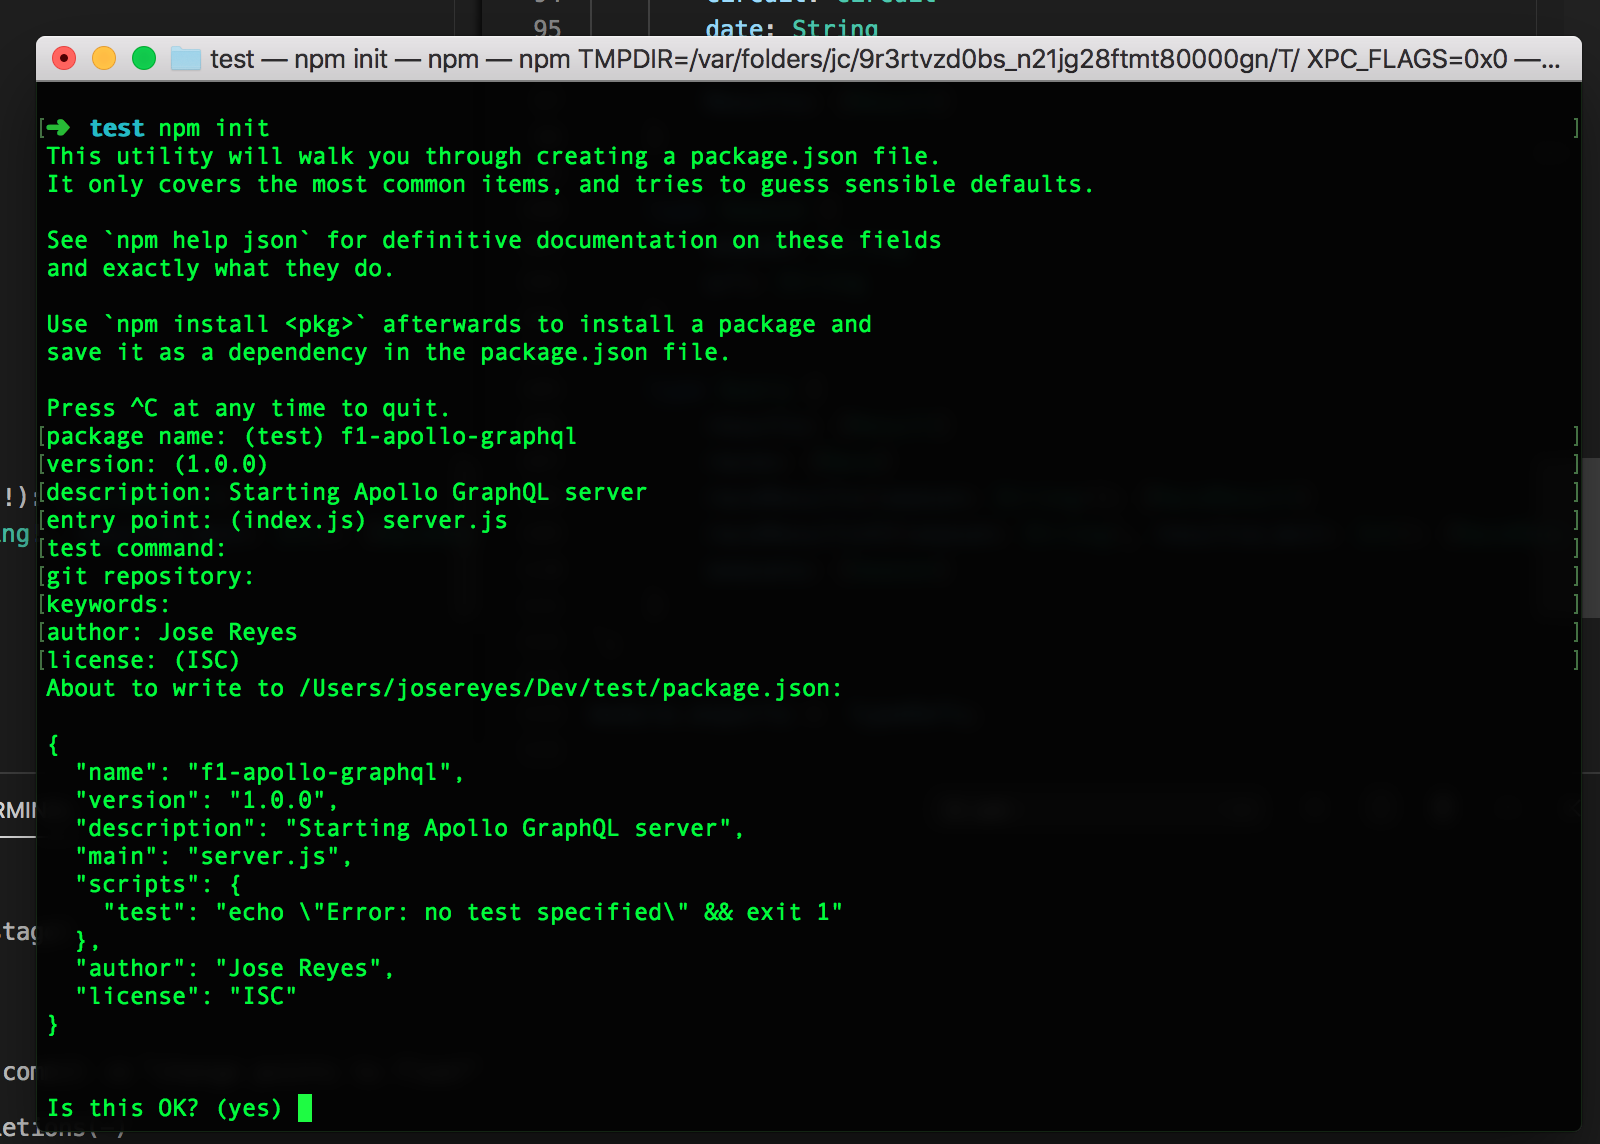 95
date: String
test — npm init — npm — npm TMPDIR=/var/folders/jc/9r3rtvzd0bs_n21jg28ftmt80000gn/T/ XPC_FLAGS=0x0 —...
[➜ test npm init ]
This utility will walk you through creating a package.json file.
It only covers the most common items, and tries to guess sensible defaults.
See `npm help json` for definitive documentation on these fields
and exactly what they do.
Use `npm install <pkg>` afterwards to install a package and
save it as a dependency in the package.json file.
Press ^C at any time to quit.
[package name: (test) f1-apollo-graphql ]
[version: (1.0.0) ]
[description: Starting Apollo GraphQL server ]
[entry point: (index.js) server.js ]
[test command: ]
[git repository: ]
[keywords: ]
[author: Jose Reyes ]
[license: (ISC) ]
About to write to /Users/josereyes/Dev/test/package.json:
{
"name": "f1-apollo-graphql",
"version": "1.0.0",
"description": "Starting Apollo GraphQL server",
"main": "server.js",
"scripts": {
"test": "echo \"Error: no test specified\" && exit 1"
},
"author": "Jose Reyes",
"license": "ISC"
}
Is this OK? (yes)